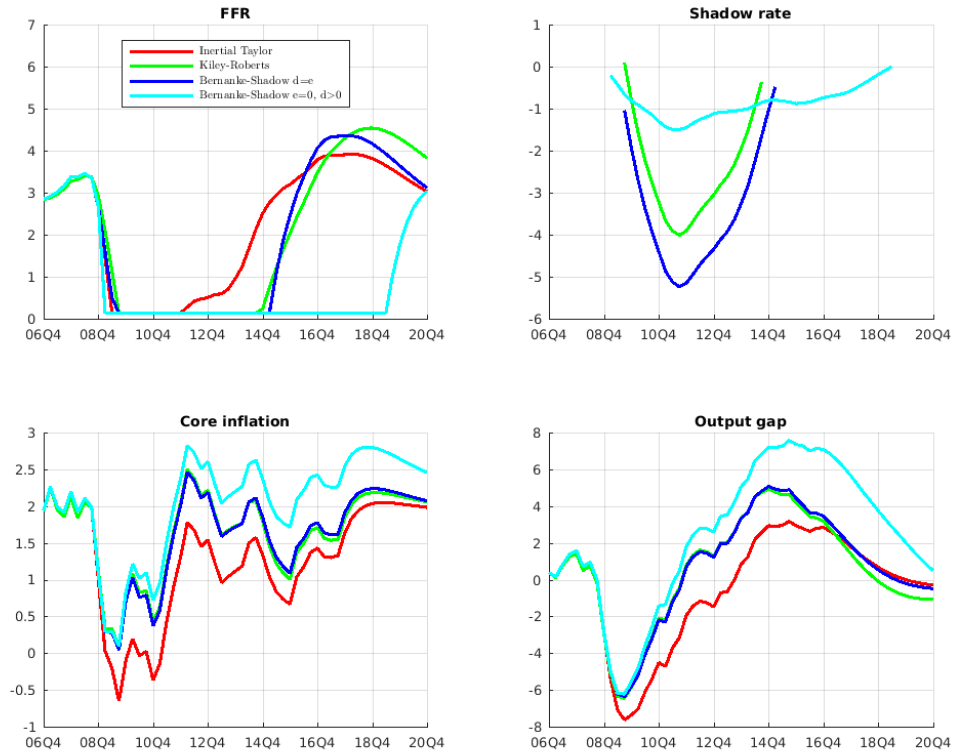 FFR
7
6
5
4
3
2
1
0
06Q4 08Q4 10Q4 12Q4 14Q4 16Q4 18Q4 20Q4
Inertial Taylor
Kiley-Roberts
Bernanke-Shadow d=e
Bernanke-Shadow e=0, d>0
Shadow rate
1
0
-1
-2
-3
-4
-5
-6
06Q4 08Q4 10Q4 12Q4 14Q4 16Q4 18Q4 20Q4
Core inflation
3
2.5
2
1.5
1
0.5
0
-0.5
-1
06Q4 08Q4 10Q4 12Q4 14Q4 16Q4 18Q4 20Q4
Output gap
8
6
4
2
0
-2
-4
-6
-8
06Q4 08Q4 10Q4 12Q4 14Q4 16Q4 18Q4 20Q4